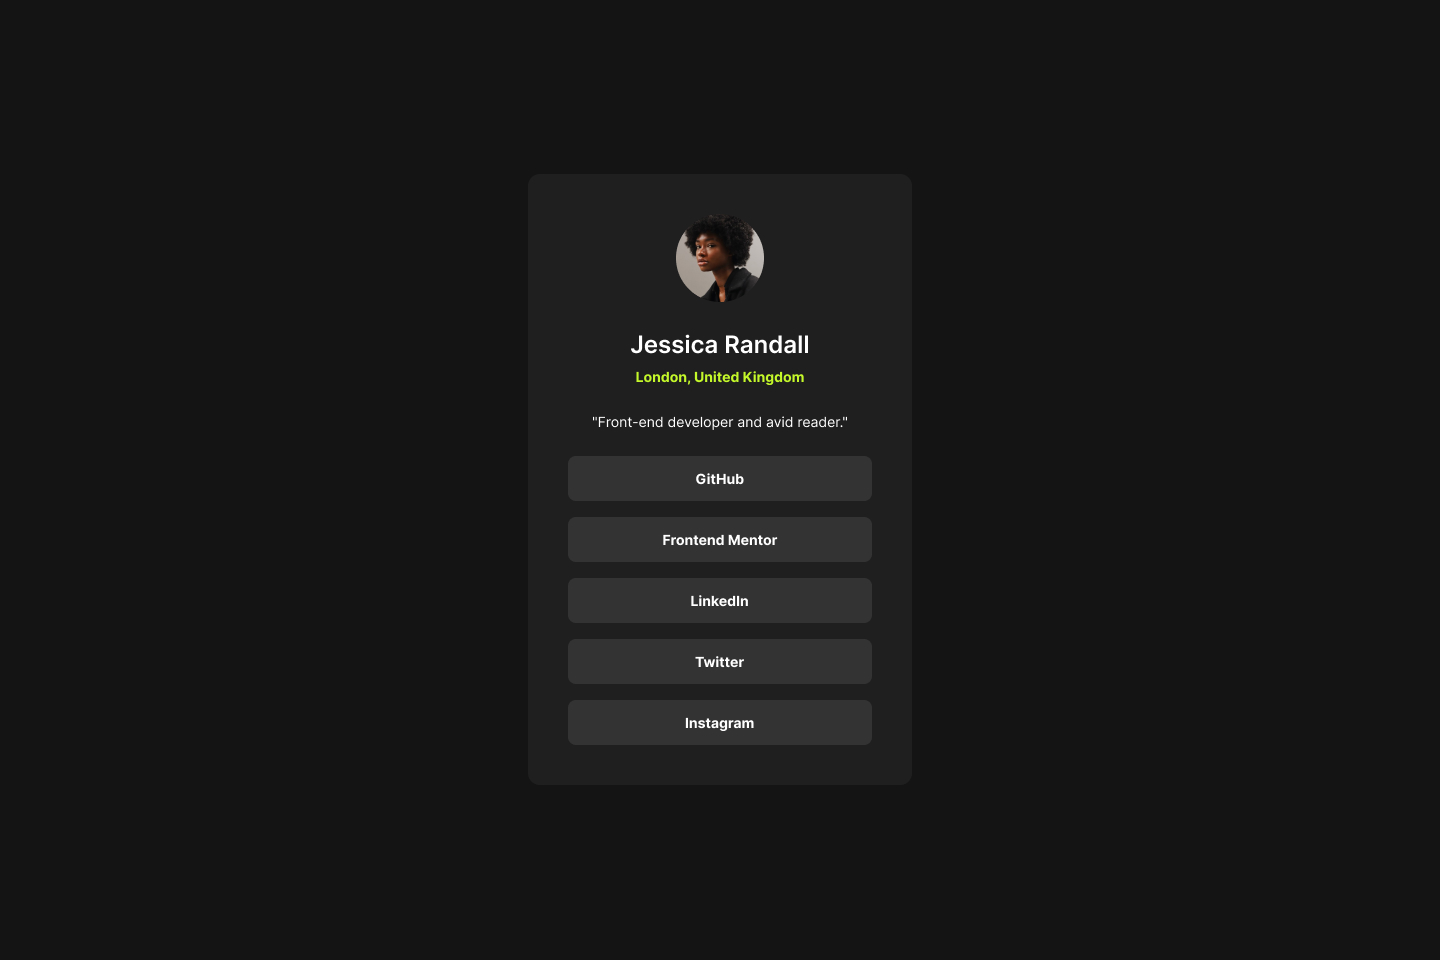 Jessica Randall
London, United Kingdom
"Front-end developer and avid reader."
GitHub
Frontend Mentor
LinkedIn
Twitter
Instagram